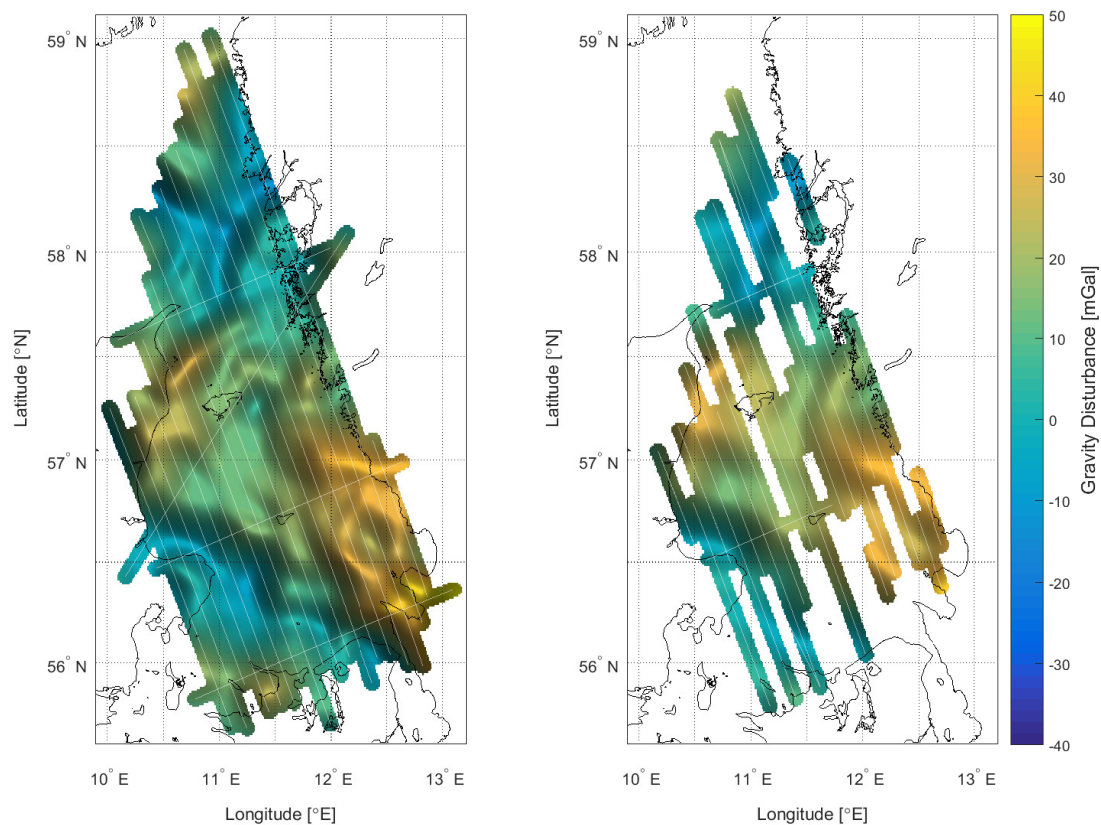 59° N
58° N
57° N
56° N
10° E
11° E
12° E
13° E
Longitude [°E]
Latitude [°N]
59° N
58° N
57° N
56° N
10° E
11° E
12° E
13° E
Longitude [°E]
Latitude [°N]
50
40
30
20
10
0
-10
-20
-30
-40
Gravity Disturbance [mGal]